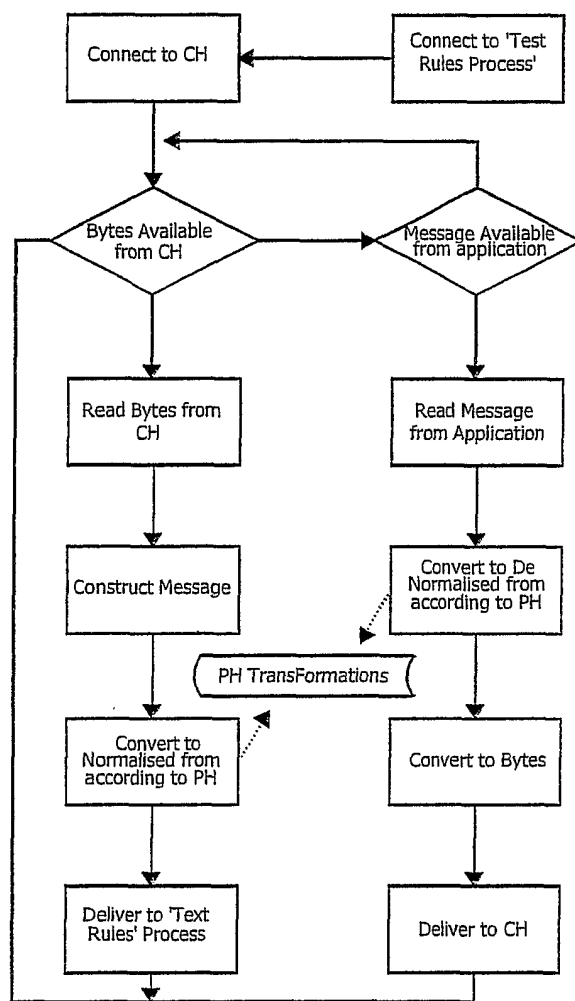 Connect to CH
Connect to 'Test
Rules Process'
Bytes Available
from CH
Message Available
from application
Read Bytes from
CH
Read Message
from Application
Construct Message
Convert to De
Normalised from
according to PH
PH TransFormations
Convert to
Normalised from
according to PH
Convert to Bytes
Deliver to 'Text
Rules' Process
Deliver to CH